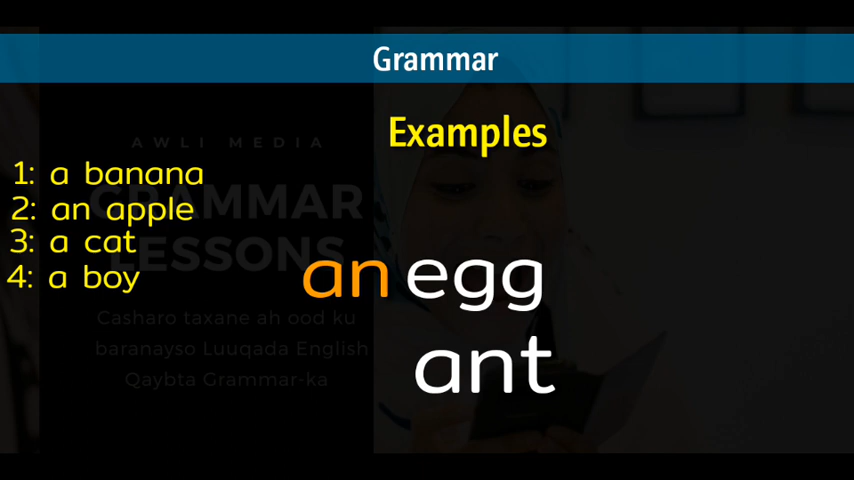 Grammar
Examples
AWLI MEDIA
GRAMMAR
LESSONS
Casharo taxane ah ood ku
baranayso Luuqada English
Qaybta Grammar-ka
1: a banana
2: an apple
3: a cat
4: a boy
an egg
ant